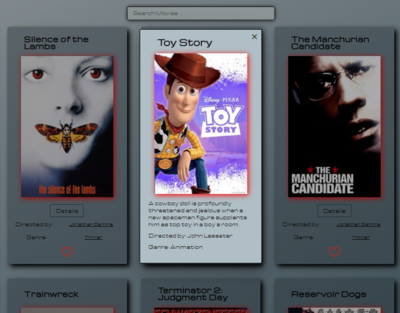 Search Movies
Silence of the
Lambs
the silence of the lambs
Details
Directed by: Jonathan Demme
Genre: Thriller
Toy Story
×
DISNEY PIXAR
TOY
STORY
A cowboy doll is profoundly
threatened and jealous when a
new spaceman figure supplants
him as top toy in a boy's room.
Directed by: John Lasseter
Genre: Animation
The Manchurian
Candidate
THE
MANCHURIAN
CANDIDATE
Details
Directed by: Jonathan Demme
Genre: Thriller
Trainwreck
Terminator 2:
Judgment Day
Reservoir Dogs